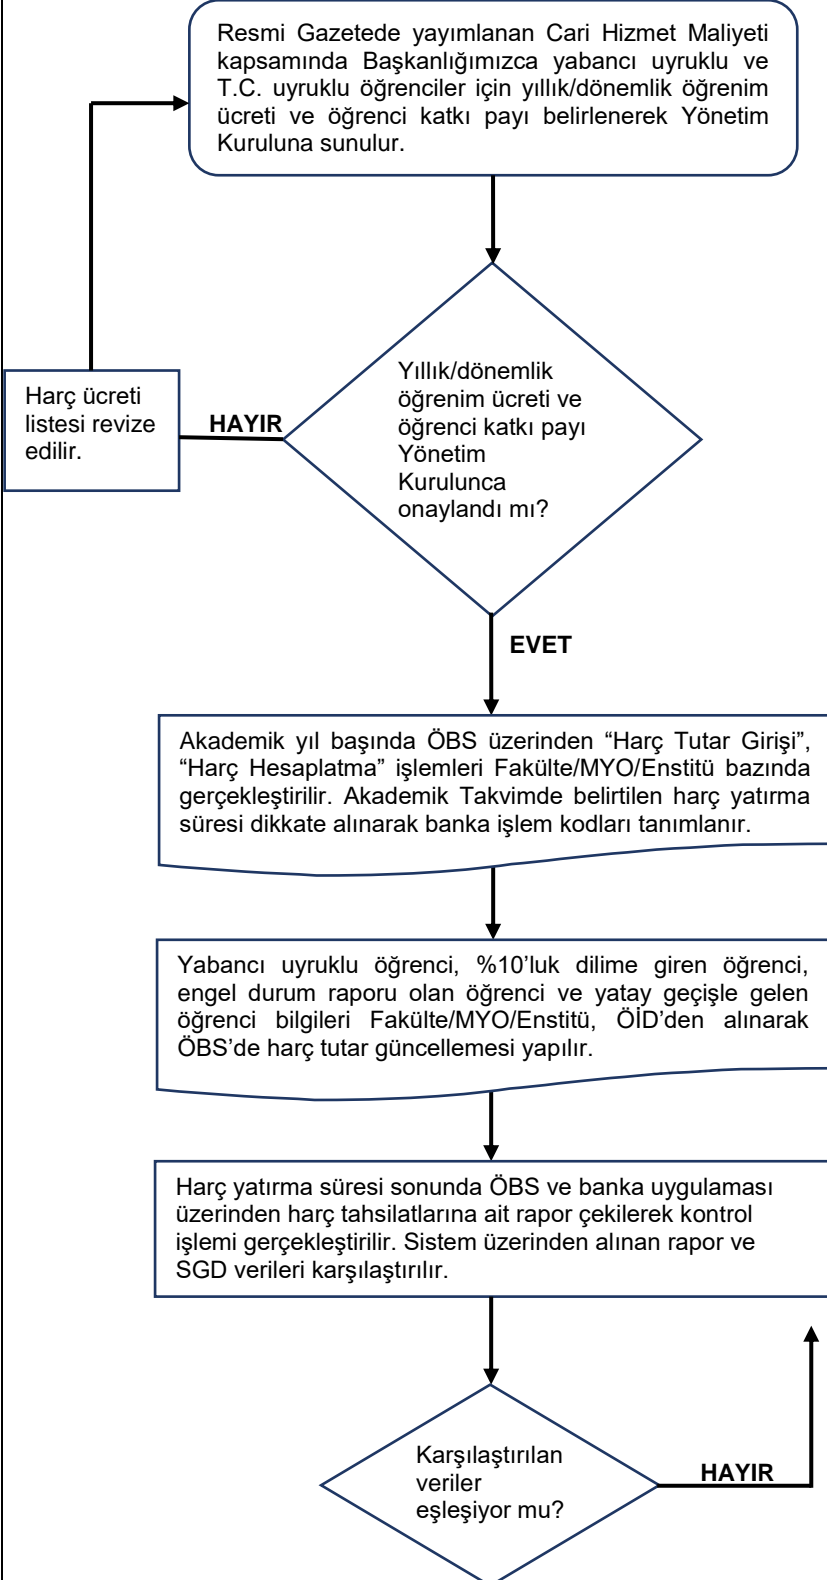 Resmi Gazetede yayımlanan Cari Hizmet Maliyeti
kapsamında Başkanlığımızca yabancı uyruklu ve
T.C. uyruklu öğrenciler için yıllık/dönemlik öğrenim
ücreti ve öğrenci katkı payı belirlenerek Yönetim
Kuruluna sunulur.
Yıllık/dönemlik
öğrenim ücreti ve
öğrenci katkı payı
Yönetim
Kurulunca
onaylandı mı?
HAYIR
Harç ücreti
listesi revize
edilir.
EVET
Akademik yıl başında ÖBS üzerinden “Harç Tutar Girişi”,
“Harç Hesaplatma” işlemleri Fakülte/MYO/Enstitü bazında
gerçekleştirilir. Akademik Takvimde belirtilen harç yatırma
süresi dikkate alınarak banka işlem kodları tanımlanır.
Yabancı uyruklu öğrenci, %10’luk dilime giren öğrenci,
engel durum raporu olan öğrenci ve yatay geçişle gelen
öğrenci bilgileri Fakülte/MYO/Enstitü, ÖİD’den alınarak
ÖBS’de harç tutar güncellemesi yapılır.
Harç yatırma süresi sonunda ÖBS ve banka uygulaması
üzerinden harç tahsilatlarına ait rapor çekilerek kontrol
işlemi gerçekleştirilir. Sistem üzerinden alınan rapor ve
SGD verileri karşılaştırılır.
Karşılaştırılan
veriler
eşleşiyor mu?
HAYIR